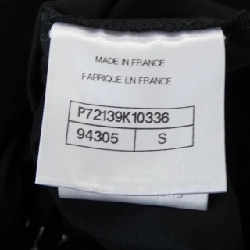 MADE IN FRANCE
FABRIQUE EN FRANCE
P72139K10336
94305 S